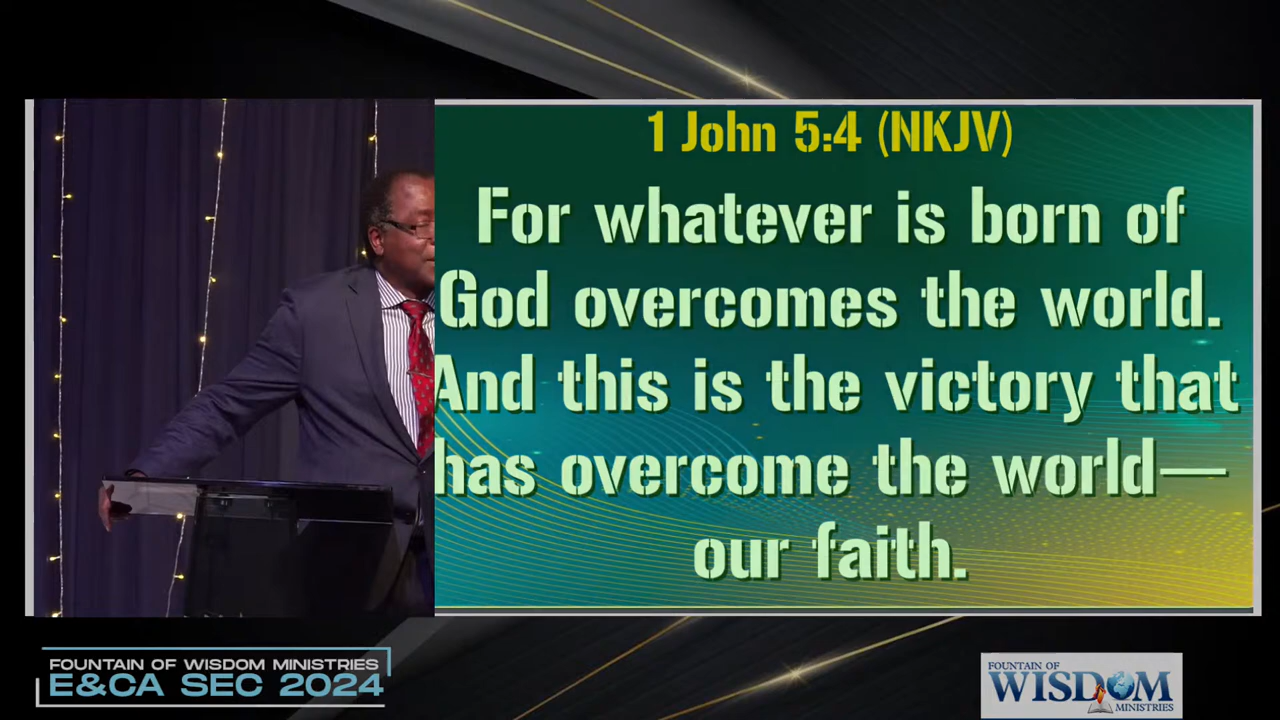 1 John 5:4 (NKJV)
For whatever is born of
God overcomes the world.
And this is the victory that
has overcome the world—
our faith.
FOUNTAIN OF WISDOM MINISTRIES
E&CA SEC 2024
FOUNTAIN OF
WISDOM
MINISTRIES